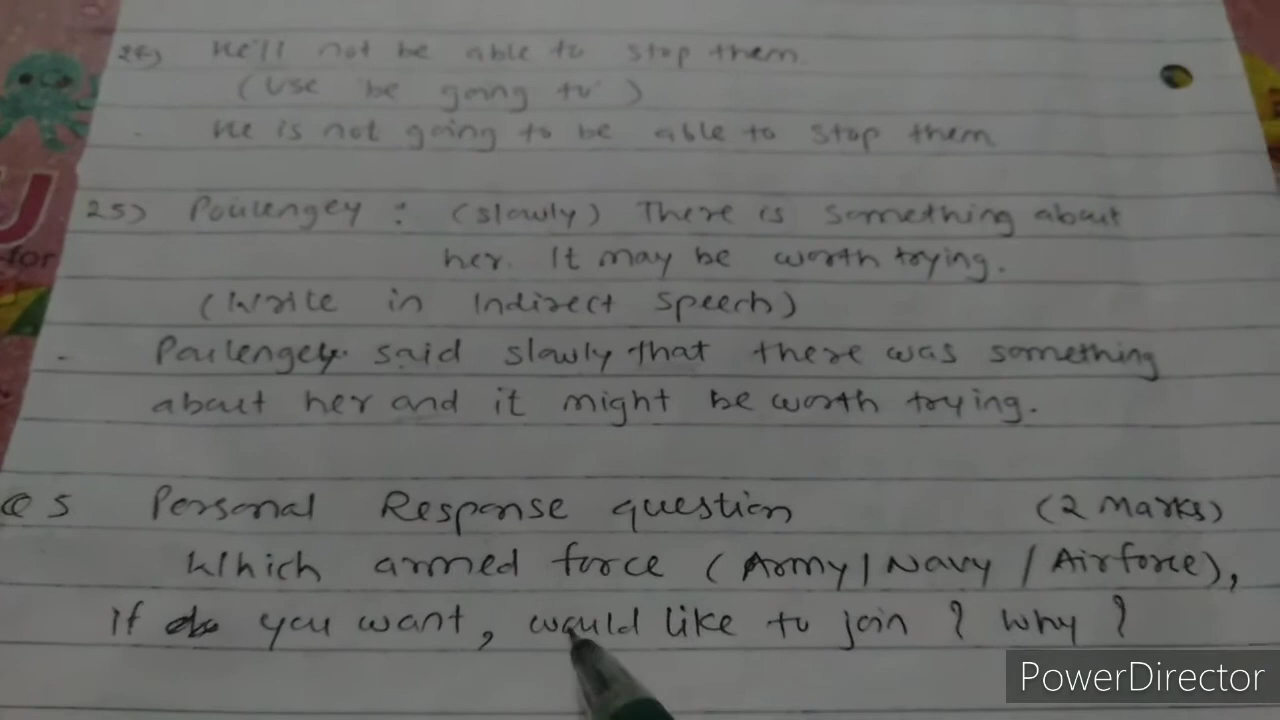 26) He'll not be able to stop them.
(Use be going to)
He is not going to be able to stop them
25) Poulengey : (slowly) There is something about
her. It may be worth trying.
(Write in Indirect speech)
- Poulengey said slowly that there was something
about her and it might be worth trying.
Q 5 Personal Response question (2 Marks)
Which armed force (Army/Navy/Airforce),
If you want, would like to join ? Why ?
U
for
PowerDirector